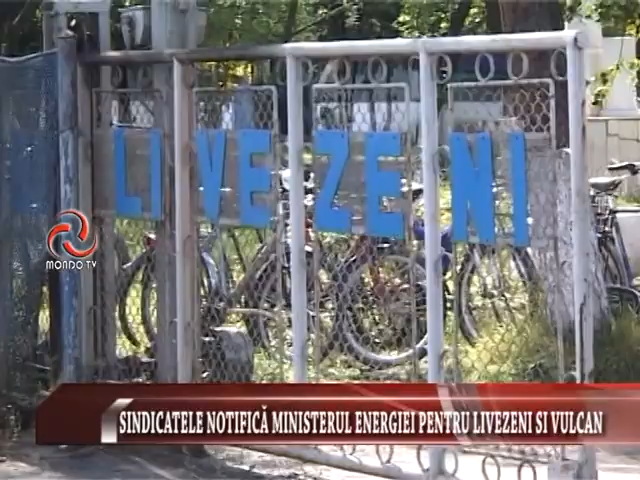 LIVEZENI
MONDO TV
SINDICATELE NOTIFICĂ MINISTERUL ENERGIEI PENTRU LIVEZENI SI VULCAN